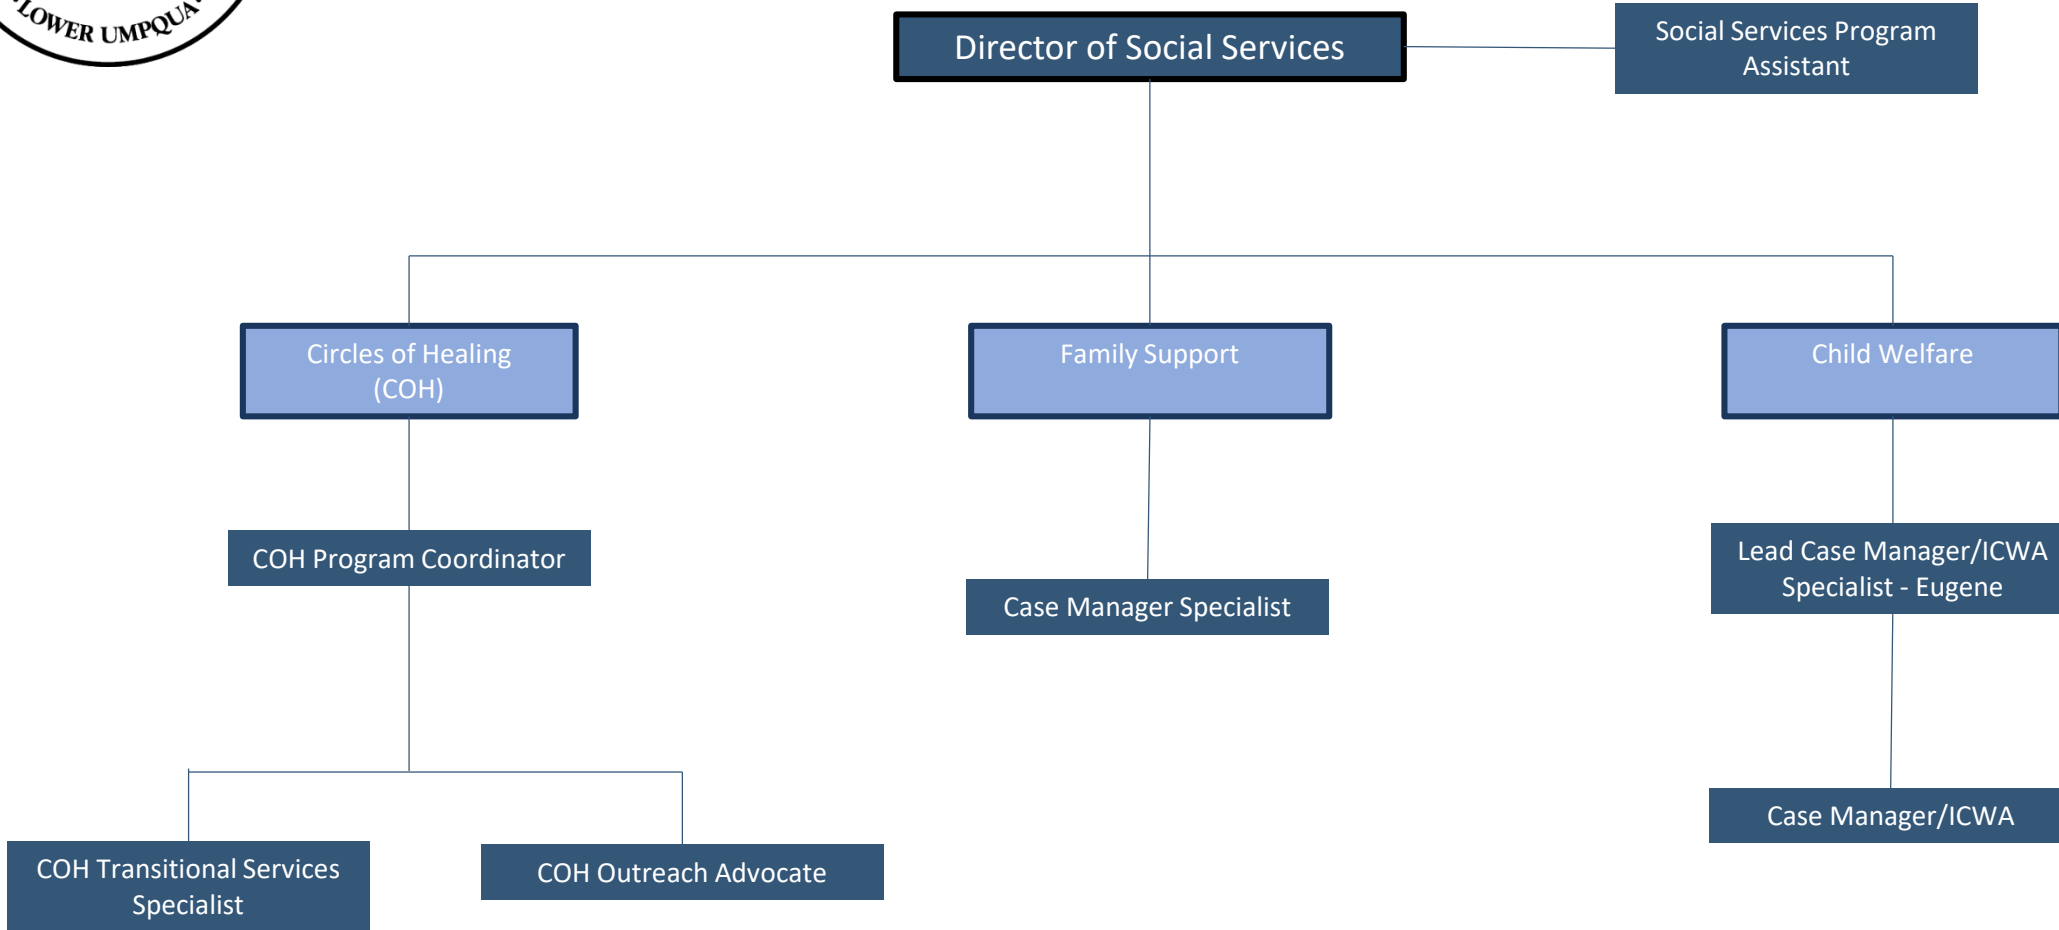 LOWER UMPQUA
Director of Social Services
Social Services Program
Assistant
Circles of Healing
(COH)
Family Support
Child Welfare
COH Program Coordinator
Case Manager Specialist
Lead Case Manager/ICWA
Specialist - Eugene
Case Manager/ICWA
COH Transitional Services
Specialist
COH Outreach Advocate